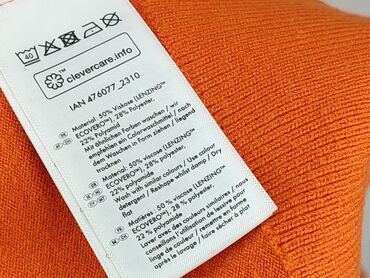 40
clevercare.info
IAN 476077_2310
Material: 50% Viskose (LENZING™
ECOVERO™), 28% Polyester,
22% Polyamid
Mit ähnlichen Farben waschen / wir
empfehlen ein Colorwaschmittel / nach
dem Waschen in Form ziehen / liegend
trocknen
Material: 50% viscose (LENZING™
ECOVERO™), 28% polyester,
22% polyamide
Wash with similar colours / Use colour
detergent / Reshape whilst damp / Dry
flat
Matières : 50 % viscose (LENZING™
ECOVERO™), 28 % polyester,
22 % polyamide
Laver avec des couleurs similaires / nous
conseillons une lessive pour
linge de couleur / remettre en forme
après le lavage / faire sécher à plat